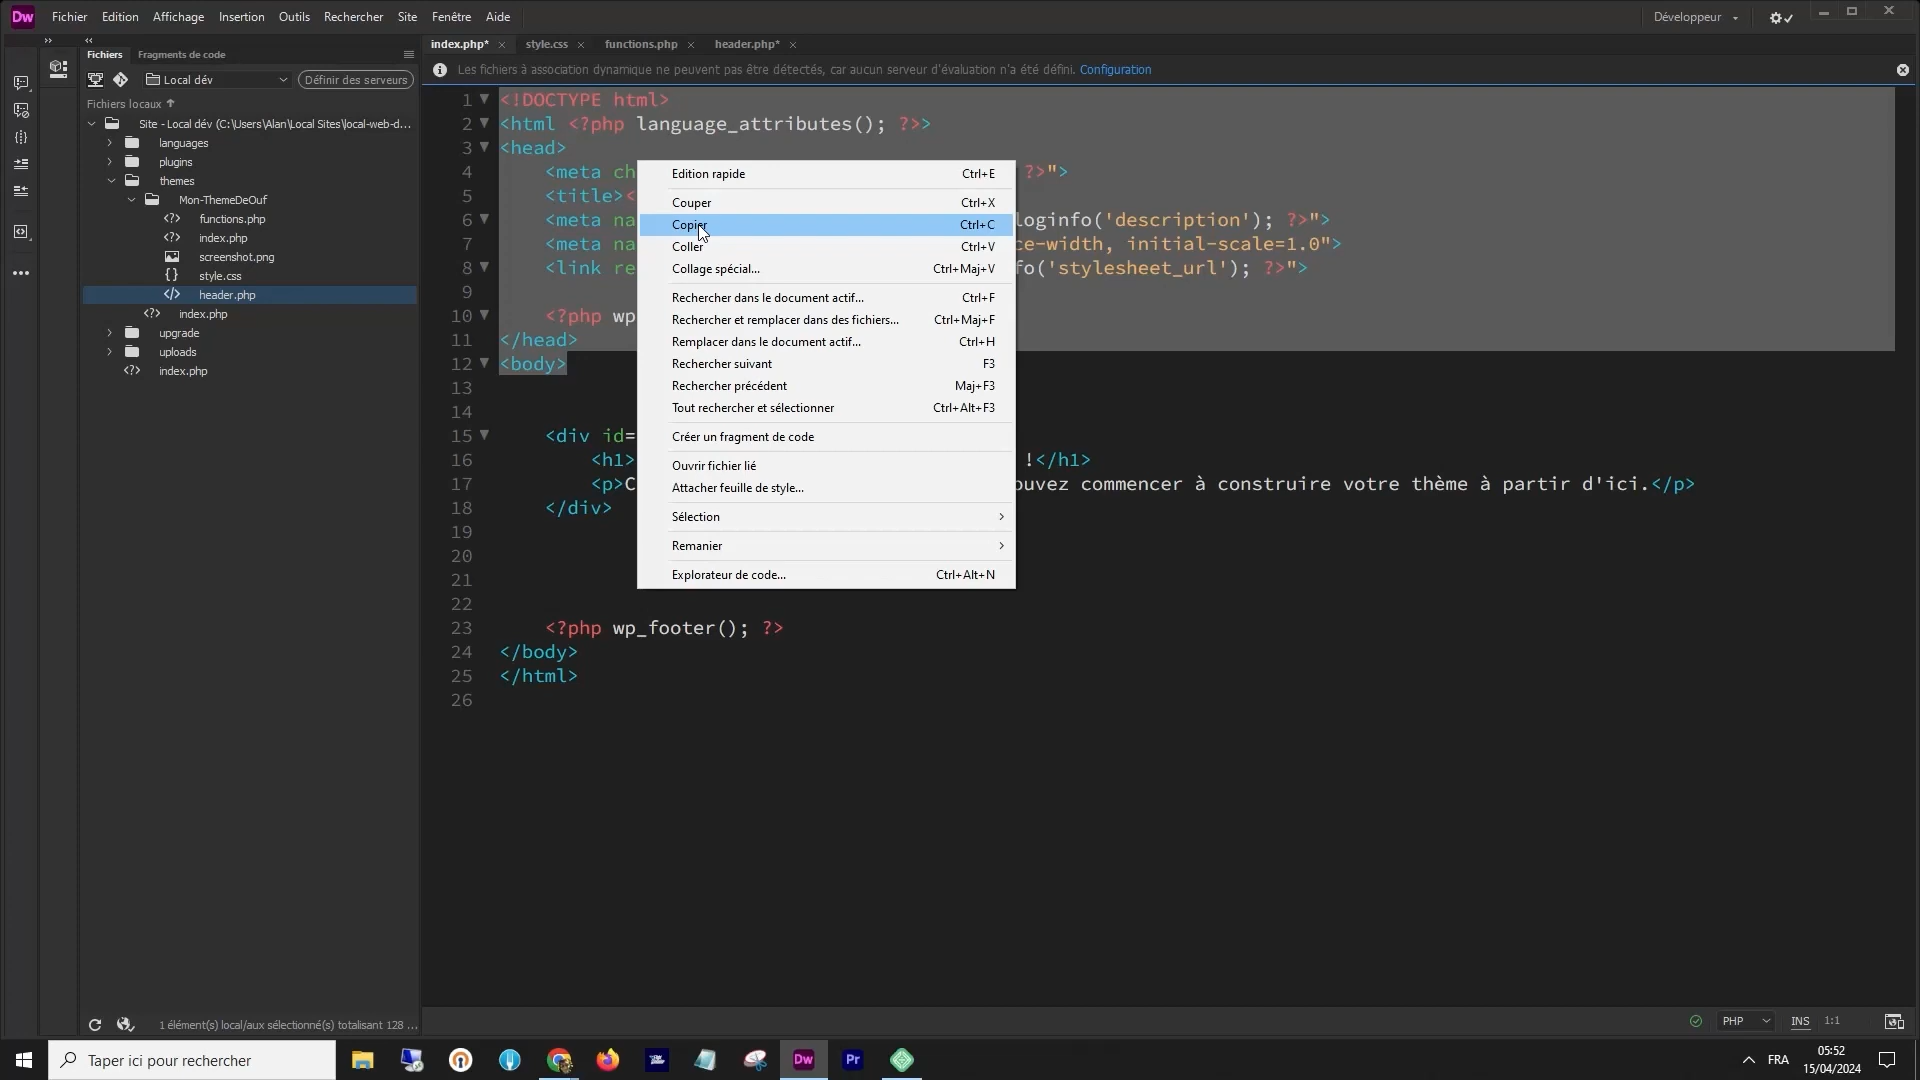 Dw Fichier Edition Affichage Insertion Outils Rechercher Site Fenêtre Aide Développeur
Fichiers Fragments de code
index.php* style.css functions.php header.php*
Local dév Définir des serveurs
Les fichiers à association dynamique ne peuvent pas être détectés, car aucun serveur d'évaluation n'a été défini. Configuration
Fichiers locaux
Site - Local dév (C:\Users\Alan\Local Sites\local-web-d...
languages
plugins
themes
Mon-ThemeDeOuf
functions.php
index.php
screenshot.png
style.css
header.php
index.php
upgrade
uploads
index.php
1 <!DOCTYPE html>
2 <html <?php language_attributes(); ?>>
3 <head>
4 <meta ch ?>">
5 <title><
6 <meta na loginfo('description'); ?>">
7 <meta na ce-width, initial-scale=1.0">
8 <link re fo('stylesheet_url'); ?>">
9
10 <?php wp
11 </head>
12 <body>
13
14
15 <div id=
16 <h1> !</h1>
17 <p>C ouvez commencer à construire votre thème à partir d'ici.</p>
18 </div>
19
20
21
22
23 <?php wp_footer(); ?>
24 </body>
25 </html>
26
Edition rapide Ctrl+E
Couper Ctrl+X
Copier Ctrl+C
Coller Ctrl+V
Collage spécial... Ctrl+Maj+V
Rechercher dans le document actif... Ctrl+F
Rechercher et remplacer dans des fichiers... Ctrl+Maj+F
Remplacer dans le document actif... Ctrl+H
Rechercher suivant F3
Rechercher précédent Maj+F3
Tout rechercher et sélectionner Ctrl+Alt+F3
Créer un fragment de code
Ouvrir fichier lié
Attacher feuille de style...
Sélection
Remanier
Explorateur de code... Ctrl+Alt+N
1 élément(s) local/aux sélectionné(s) totalisant 128 ...
PHP INS 1:1
Taper ici pour rechercher
Dw Pr
FRA
05:52
15/04/2024